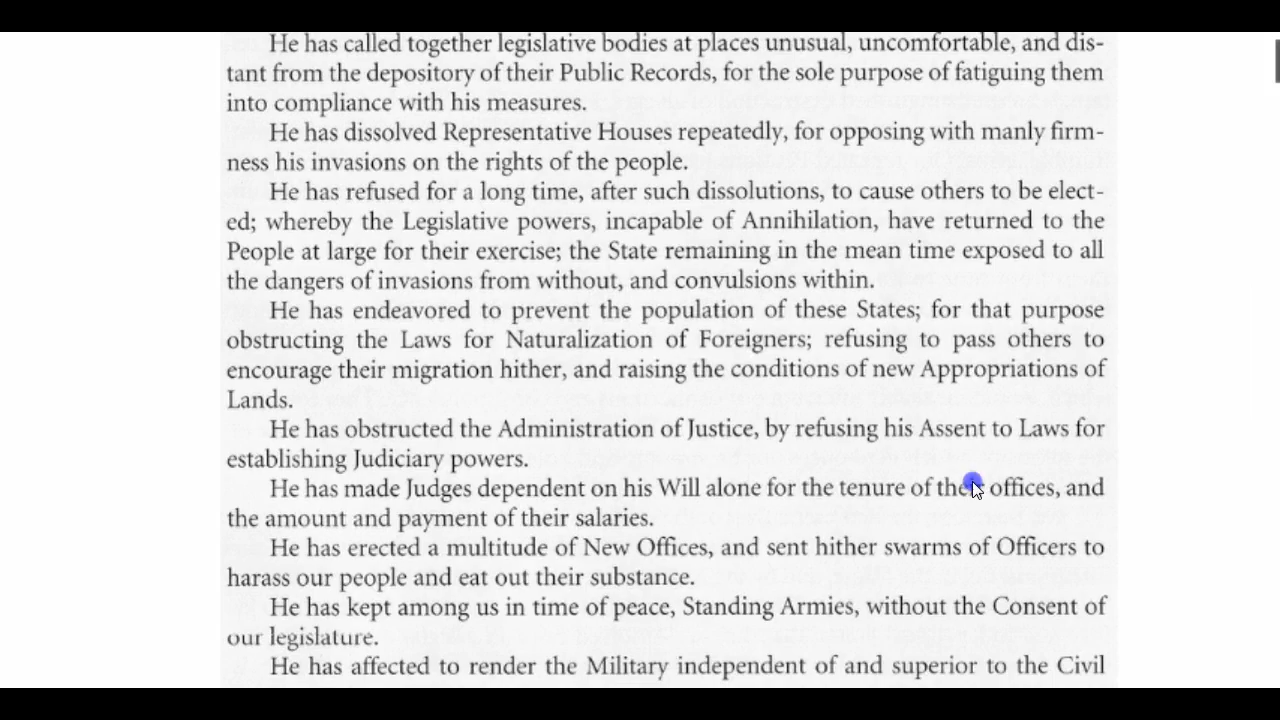 He has called together legislative bodies at places unusual, uncomfortable, and dis-
tant from the depository of their Public Records, for the sole purpose of fatiguing them
into compliance with his measures.
He has dissolved Representative Houses repeatedly, for opposing with manly firm-
ness his invasions on the rights of the people.
He has refused for a long time, after such dissolutions, to cause others to be elect-
ed; whereby the Legislative powers, incapable of Annihilation, have returned to the
People at large for their exercise; the State remaining in the mean time exposed to all
the dangers of invasions from without, and convulsions within.
He has endeavored to prevent the population of these States; for that purpose
obstructing the Laws for Naturalization of Foreigners; refusing to pass others to
encourage their migration hither, and raising the conditions of new Appropriations of
Lands.
He has obstructed the Administration of Justice, by refusing his Assent to Laws for
establishing Judiciary powers.
He has made Judges dependent on his Will alone for the tenure of their offices, and
the amount and payment of their salaries.
He has erected a multitude of New Offices, and sent hither swarms of Officers to
harass our people and eat out their substance.
He has kept among us in time of peace, Standing Armies, without the Consent of
our legislature.
He has affected to render the Military independent of and superior to the Civil